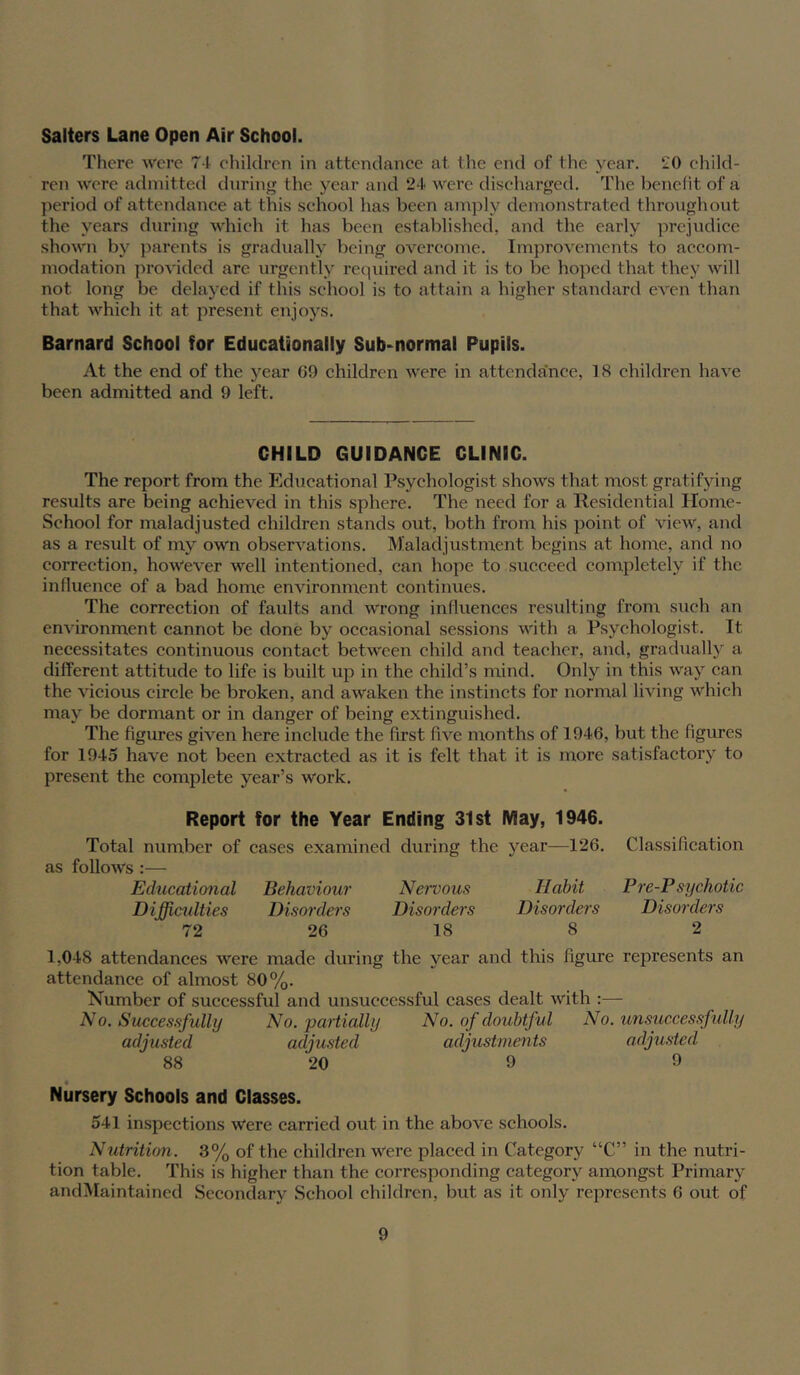 Salters Lane Open Air School.
There were 74 children in attendance at the end of the year. 20 child-
ren were admitted during the year and 24 were discharged. The benefit of a
period of attendance at this school has been amply demonstrated throughout
the years during which it has been established, and the early prejudice
shown by parents is gradually being overcome. Improvements to accom-
modation provided are urgently required and it is to be hoped that they will
not long be delayed if this school is to attain a higher standard even than
that which it at present enjoys.
Barnard School for Educationally Sub-normal Pupils.
At the end of the year 69 children were in attendance, 18 children have
been admitted and 9 left.
CHILD GUIDANCE CLINIC.
The report from the Educational Psychologist shows that most gratifying
results are being achieved in this sphere. The need for a Residential Home-
School for maladjusted children stands out, both from his point of view, and
as a result of my own observations. Maladjustment begins at home, and no
correction, however well intentioned, can hope to succeed completely if the
influence of a bad home environment continues.
The correction of faults and wrong influences resulting from such an
environment cannot be done by occasional sessions with a Psychologist. It
necessitates continuous contact between child and teacher, and, gradually a
different attitude to life is built up in the child's mind. Only in this way can
the vicious circle be broken, and awaken the instincts for normal living which
may be dormant or in danger of being extinguished.
The figures given here include the first five months of 1946, but the figures
for 1945 have not been extracted as it is felt that it is more satisfactory to
present the complete year's work.
Report for the Year Ending 31st May, 1946.
Total number of cases examined during the year—126. Classification
as follows :—
Educational Behaviour Nervous Habit Pre-Psychotic
Difficulties Disorders Disorders Disorders Disorders
72 26 18 8 2
1,048 attendances were made during the year and this figure represents an
attendance of almost 80%.
Number of successful and unsuccessful cases dealt with :—
No. Successfully No. partially No. of doubtful No. unsuccessfully
adjusted adjusted adjustments adjusted
88 20 9 9
Nursery Schools and Classes.
541 inspections were carried out in the above schools.
Nutrition. 3% of the children were placed in Category "C" in the nutri-
tion table. This is higher than the corresponding category amongst Primary
andMaintained Secondary School children, but as it only represents 6 out of
9